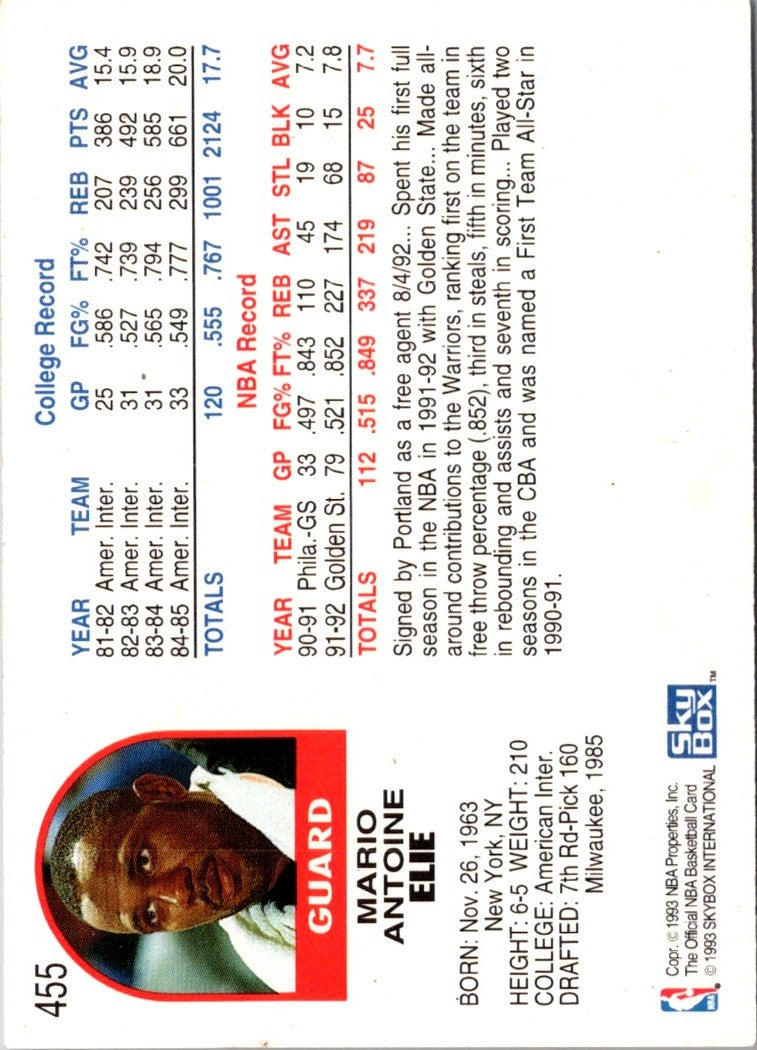 455
GUARD
MARIO
ANTOINE
ELIE
BORN: Nov. 26, 1963
New York, NY
HEIGHT: 6-5 WEIGHT: 210
COLLEGE: American Inter.
DRAFTED: 7th Rd-Pick 160
Milwaukee, 1985
College Record
YEAR TEAM GP FG% FT% REB PTS AVG
81-82 Amer. Inter. 25 .586 .742 207 386 15.4
82-83 Amer. Inter. 31 .527 .739 239 492 15.9
83-84 Amer. Inter. 31 .565 .794 256 585 18.9
84-85 Amer. Inter. 33 .549 .777 299 661 20.0
TOTALS 120 .555 .767 1001 2124 17.7
NBA Record
YEAR TEAM GP FG% FT% REB AST STL BLK AVG
90-91 Phila.-GS 33 .497 .843 110 45 19 10 7.2
91-92 Golden St. 79 .521 .852 227 174 68 15 7.8
TOTALS 112 .515 .849 337 219 87 25 7.7
Signed by Portland as a free agent 8/4/92... Spent his first full
season in the NBA in 1991-92 with Golden State... Made all-
around contributions to the Warriors, ranking first on the team in
free throw percentage (.852), third in steals, fifth in minutes, sixth
in rebounding and assists and seventh in scoring... Played two
seasons in the CBA and was named a First Team All-Star in
1990-91.
NBA
Copr. © 1993 NBA Properties, Inc.
The Official NBA Basketball Card
© 1993 SKYBOX INTERNATIONAL
Sky
Box™